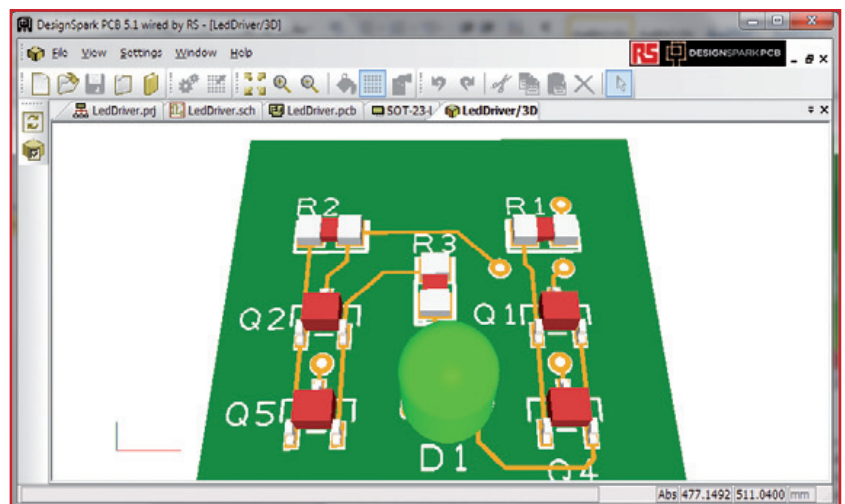 DesignSpark PCB 5.1 wired by RS - [LedDriver/3D]
File View Settings Window Help
RS DESIGNSPARK PCB
LedDriver.prj LedDriver.sch LedDriver.pcb SOT-23-I LedDriver/3D
R2 R1
R3
Q2 Q1
Q5
D1 Q4
Abs 477.1492 511.0400 mm